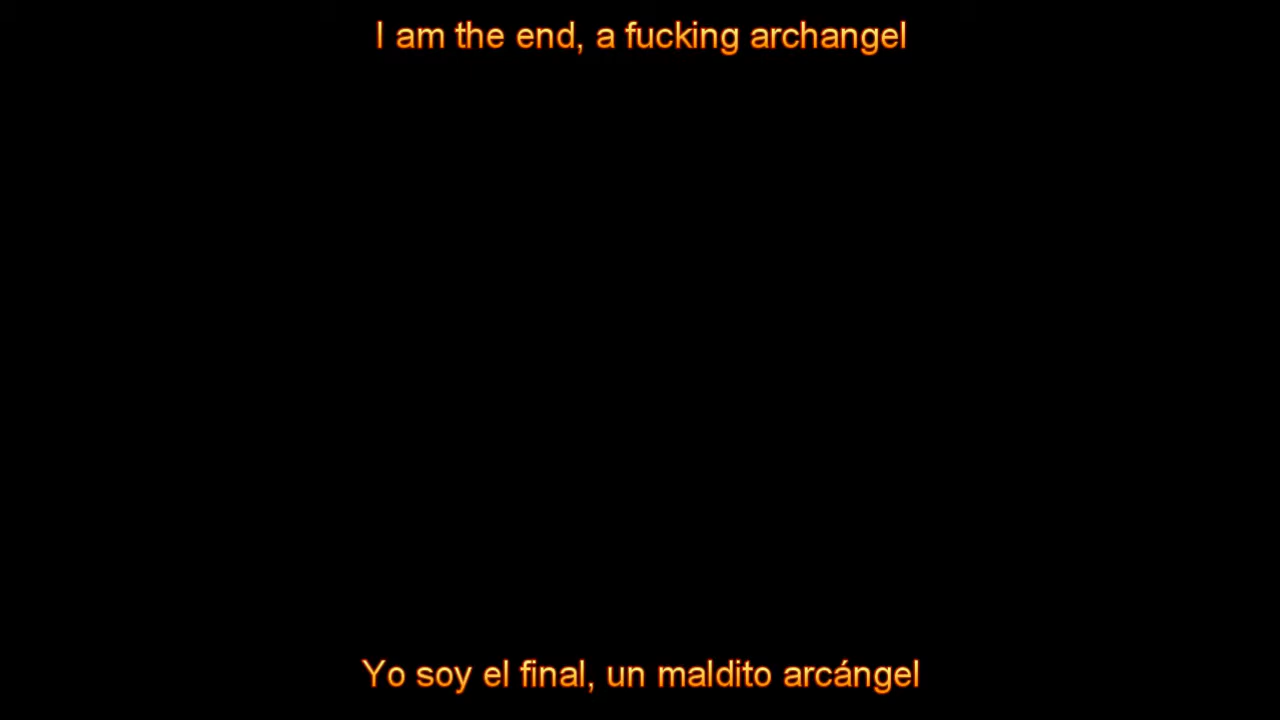 I am the end, a fucking archangel
Yo soy el final, un maldito arcángel